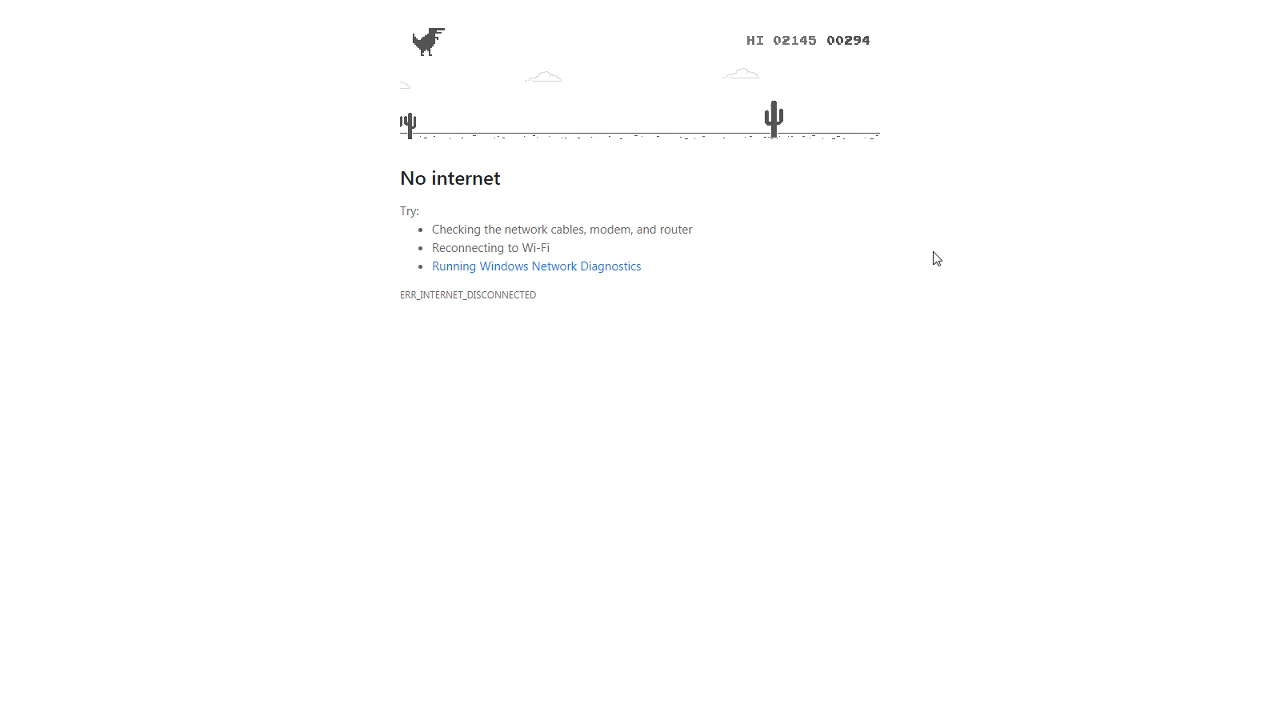 HI 02145 00294
No internet
Try:
Checking the network cables, modem, and router
Reconnecting to Wi-Fi
Running Windows Network Diagnostics
ERR_INTERNET_DISCONNECTED